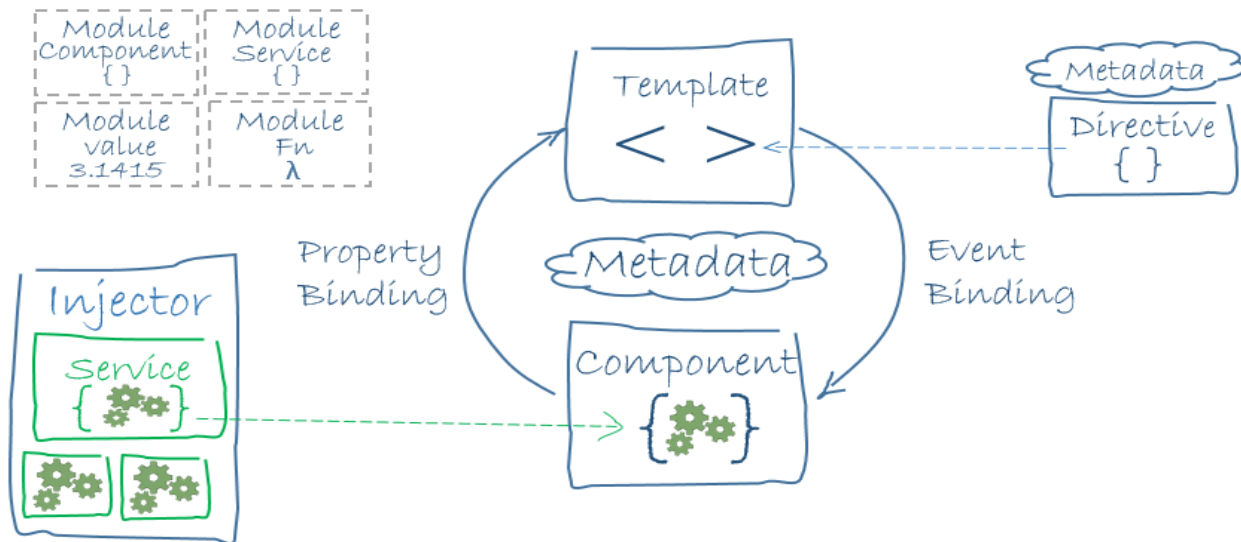 Module
Component
{ }
Module
Service
{ }
Module
value
3.1415
Module
Fn
λ
Template
< >
Metadata
Directive
{ }
Property
Binding
Metadata
Event
Binding
Injector
Service
{ }
Component
{ }